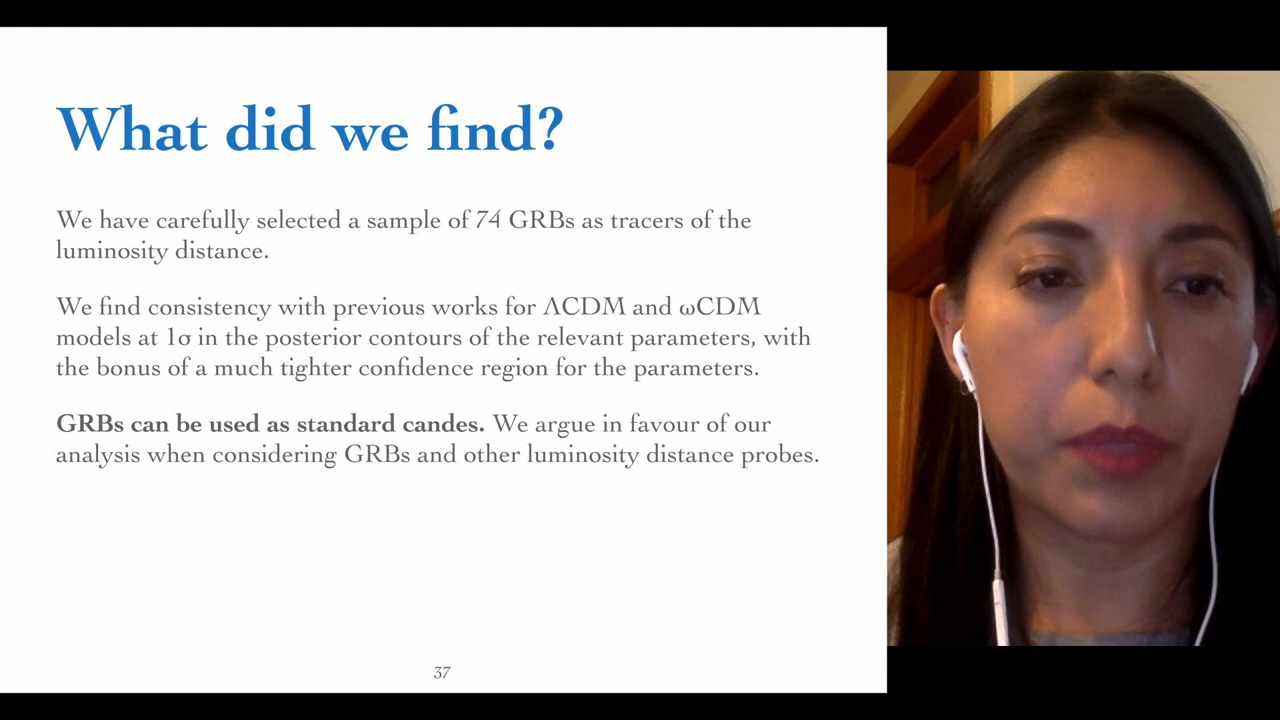 What did we find?
We have carefully selected a sample of 74 GRBs as tracers of the
luminosity distance.
We find consistency with previous works for ΛCDM and ωCDM
models at 1σ in the posterior contours of the relevant parameters, with
the bonus of a much tighter confidence region for the parameters.
GRBs can be used as standard candes. We argue in favour of our
analysis when considering GRBs and other luminosity distance probes.
37